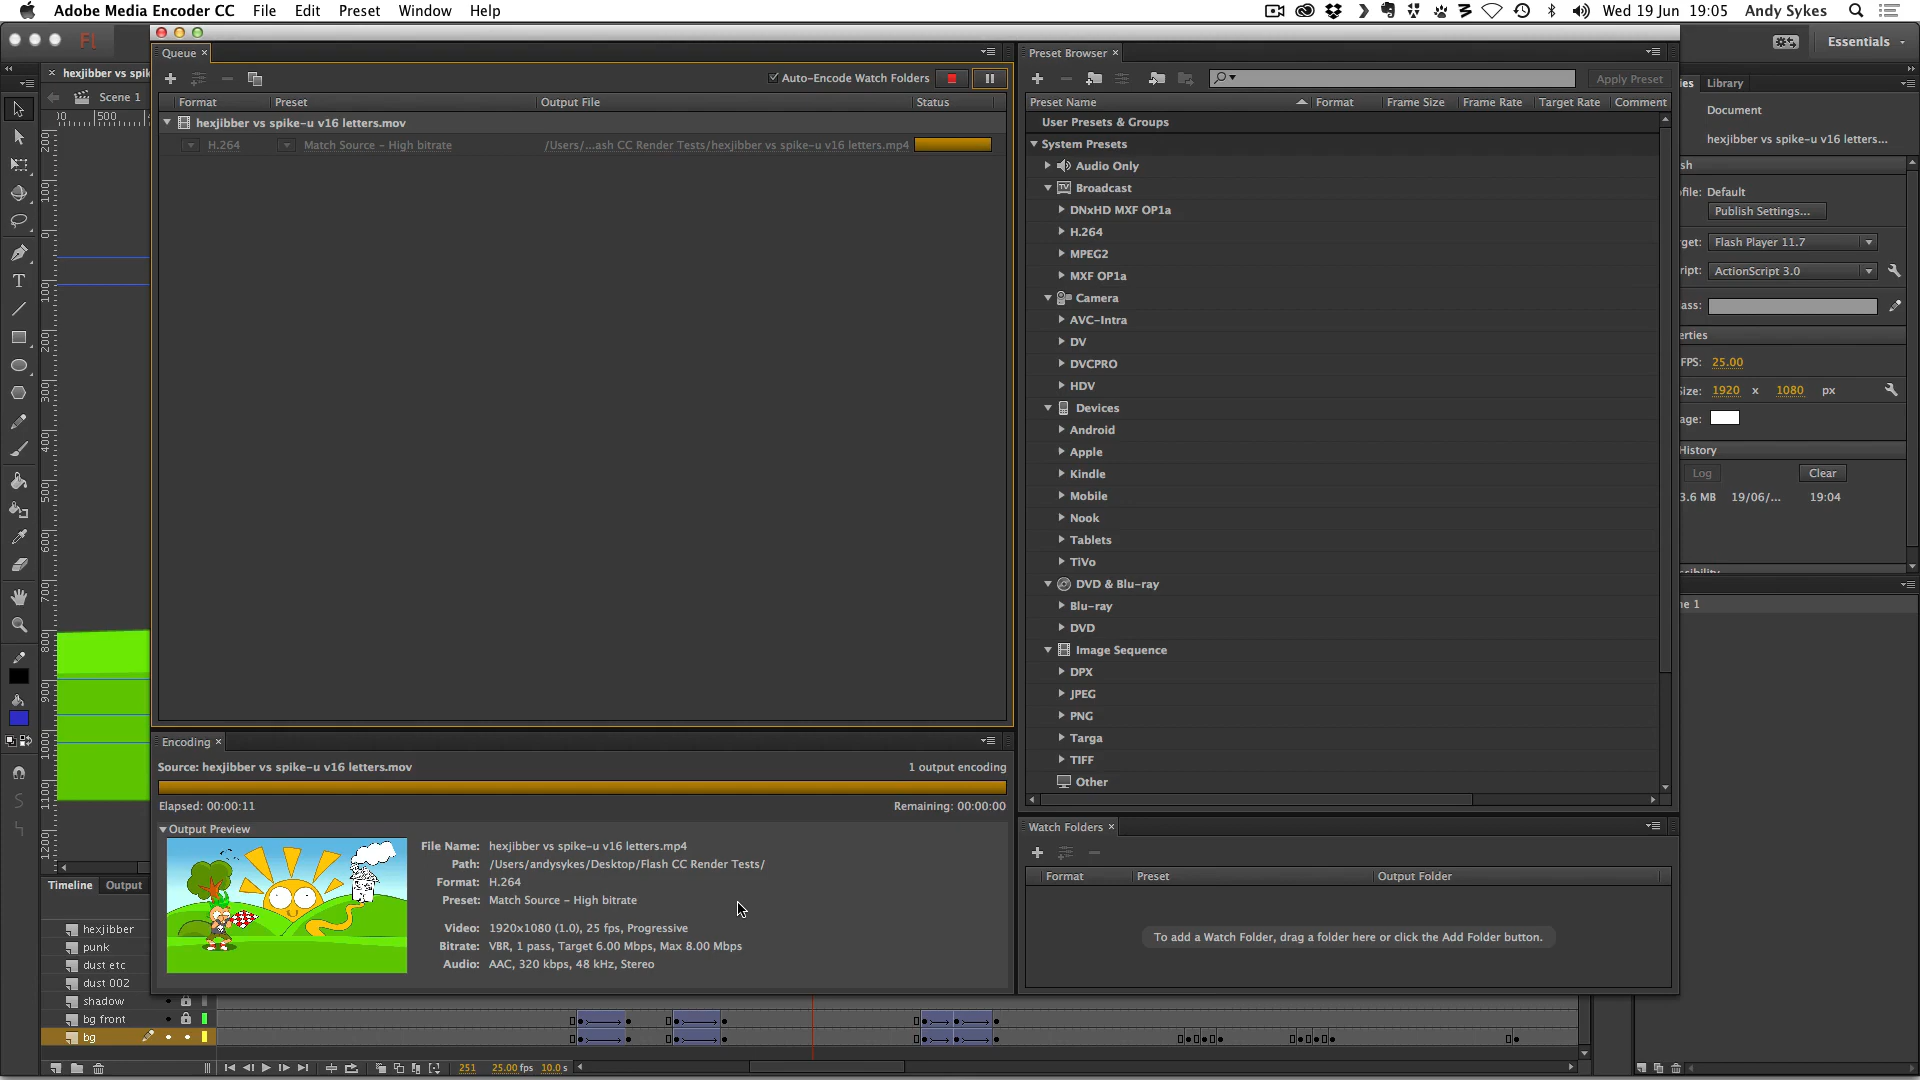 Adobe Media Encoder CC File Edit Preset Window Help
Wed 19 Jun 19:05 Andy Sykes
Fl
Essentials
Queue
Auto-Encode Watch Folders
Format Preset Output File Status
hexjibber vs spike-u v16 letters.mov
H.264 Match Source - High bitrate /Users/...ash CC Render Tests/hexjibber vs spike-u v16 letters.mp4
Preset Browser
Apply Preset
Preset Name Format Frame Size Frame Rate Target Rate Comment
User Presets & Groups
System Presets
Audio Only
Broadcast
DNxHD MXF OP1a
H.264
MPEG2
MXF OP1a
Camera
AVC-Intra
DV
DVCPRO
HDV
Devices
Android
Apple
Kindle
Mobile
Nook
Tablets
TiVo
DVD & Blu-ray
Blu-ray
DVD
Image Sequence
DPX
JPEG
PNG
Targa
TIFF
Other
hexjibber vs spik
Scene 1
ies Library
Document
hexjibber vs spike-u v16 letters...
sh
file: Default
Publish Settings...
get: Flash Player 11.7
ript: ActionScript 3.0
ass:
erties
FPS: 25.00
Size: 1920 x 1080 px
age:
History
Log Clear
3.6 MB 19/06/... 19:04
ne 1
Encoding
Source: hexjibber vs spike-u v16 letters.mov 1 output encoding
Elapsed: 00:00:11 Remaining: 00:00:00
Output Preview
File Name: hexjibber vs spike-u v16 letters.mp4
Path: /Users/andysykes/Desktop/Flash CC Render Tests/
Format: H.264
Preset: Match Source - High bitrate
Video: 1920x1080 (1.0), 25 fps, Progressive
Bitrate: VBR, 1 pass, Target 6.00 Mbps, Max 8.00 Mbps
Audio: AAC, 320 kbps, 48 kHz, Stereo
Watch Folders
Format Preset Output Folder
To add a Watch Folder, drag a folder here or click the Add Folder button.
Timeline Output
hexjibber
punk
dust etc
dust 002
shadow
bg front
bg
251 25.00 fps 10.0 s